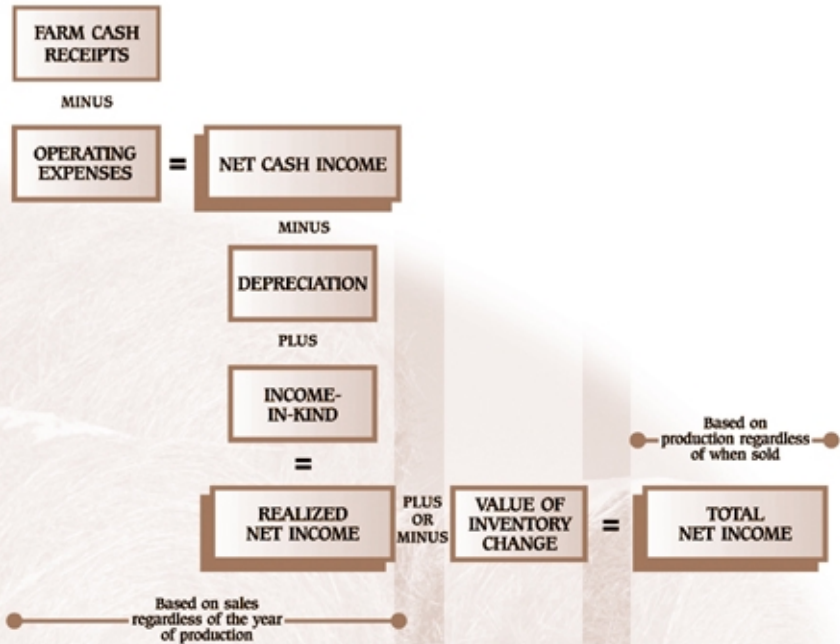 FARM CASH
RECEIPTS
MINUS
OPERATING
EXPENSES
=
NET CASH INCOME
MINUS
DEPRECIATION
PLUS
INCOME-
IN-KIND
=
REALIZED
NET INCOME
PLUS
OR
MINUS
VALUE OF
INVENTORY
CHANGE
=
TOTAL
NET INCOME
Based on
production regardless
of when sold
Based on sales
regardless of the year
of production